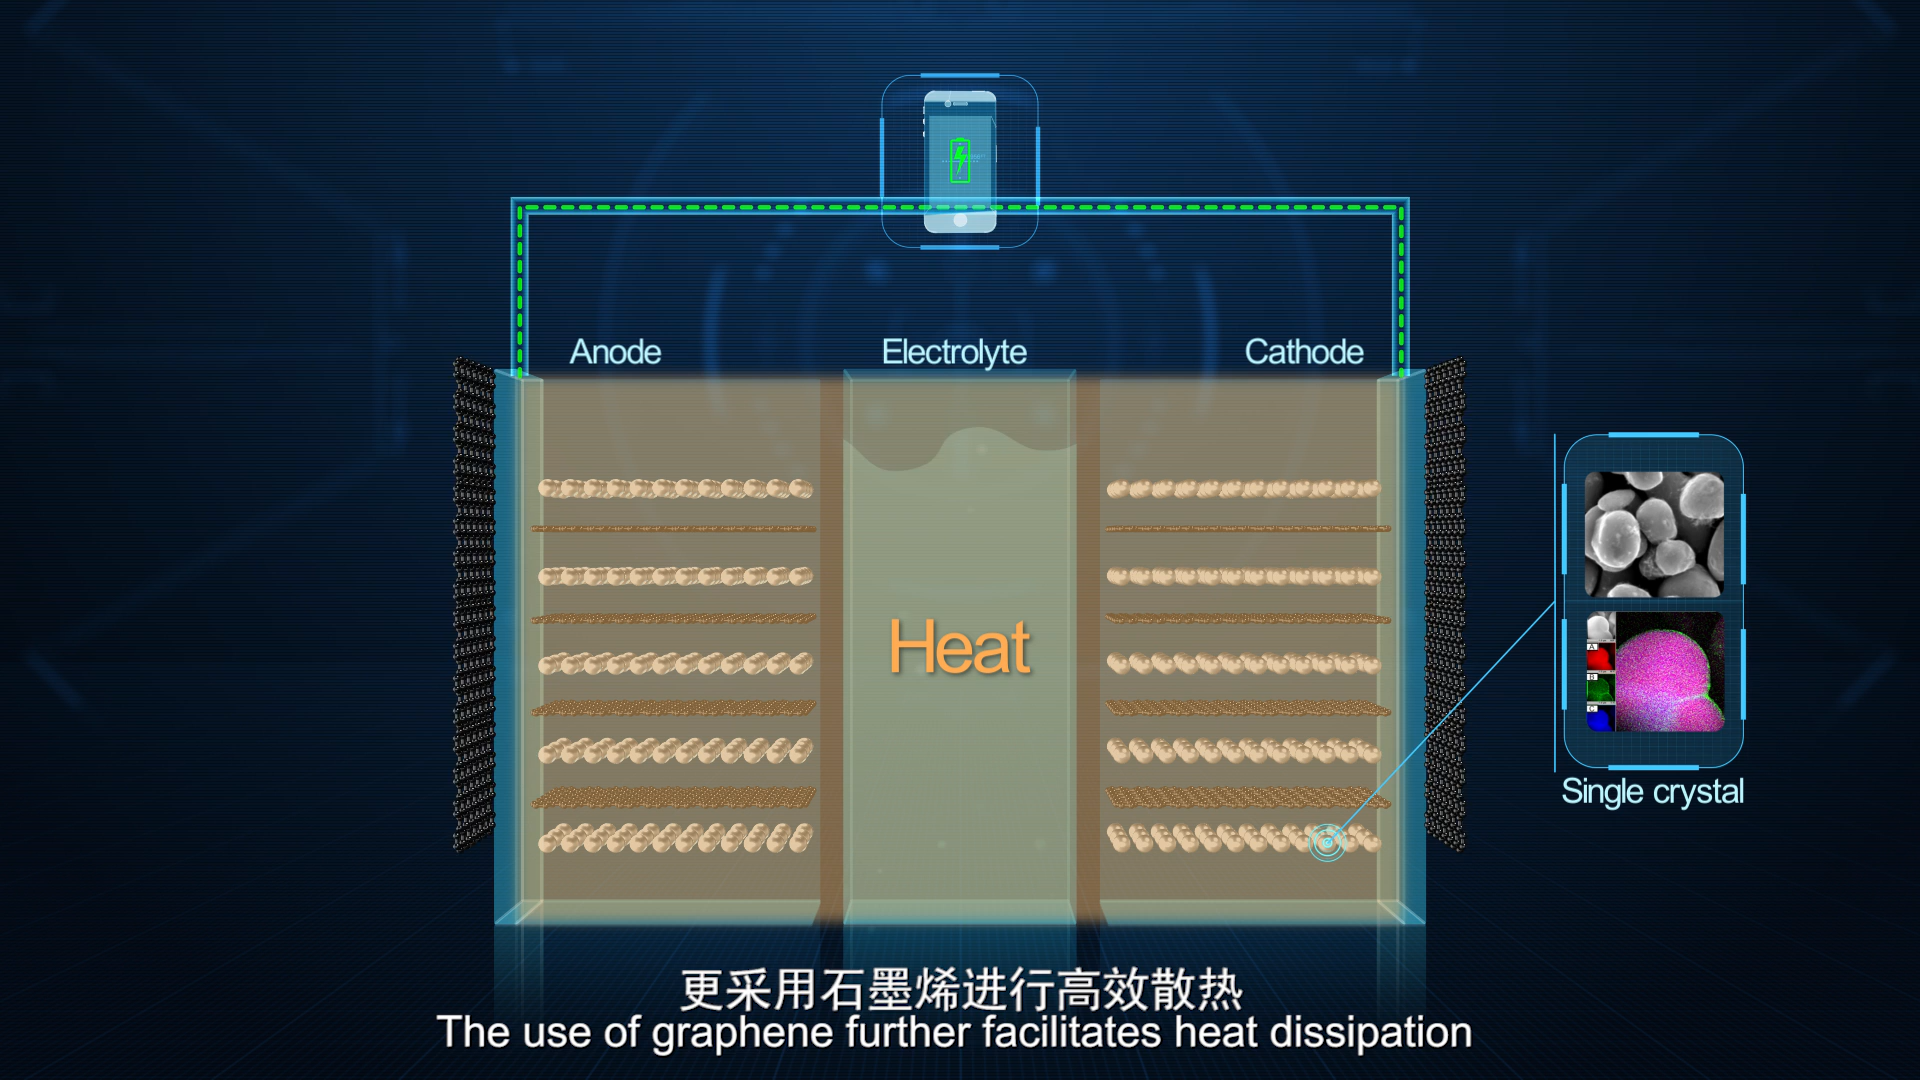 Anode
Electrolyte
Cathode
Heat
A
B
C
Single crystal
更采用石墨烯进行高效散热
The use of graphene further facilitates heat dissipation